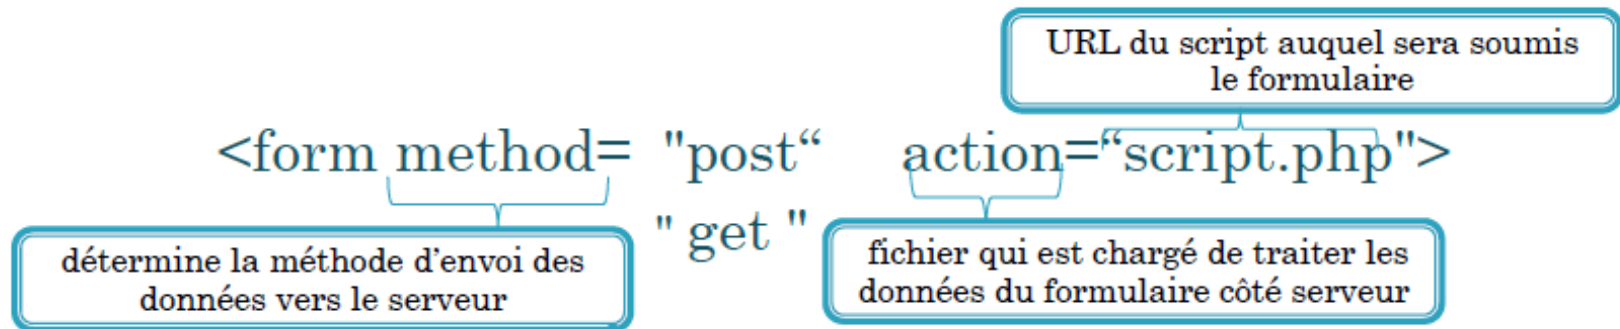 URL du script auquel sera soumis
le formulaire
<form method= "post“ action=“script.php">
" get "
détermine la méthode d’envoi des
données vers le serveur
fichier qui est chargé de traiter les
données du formulaire côté serveur